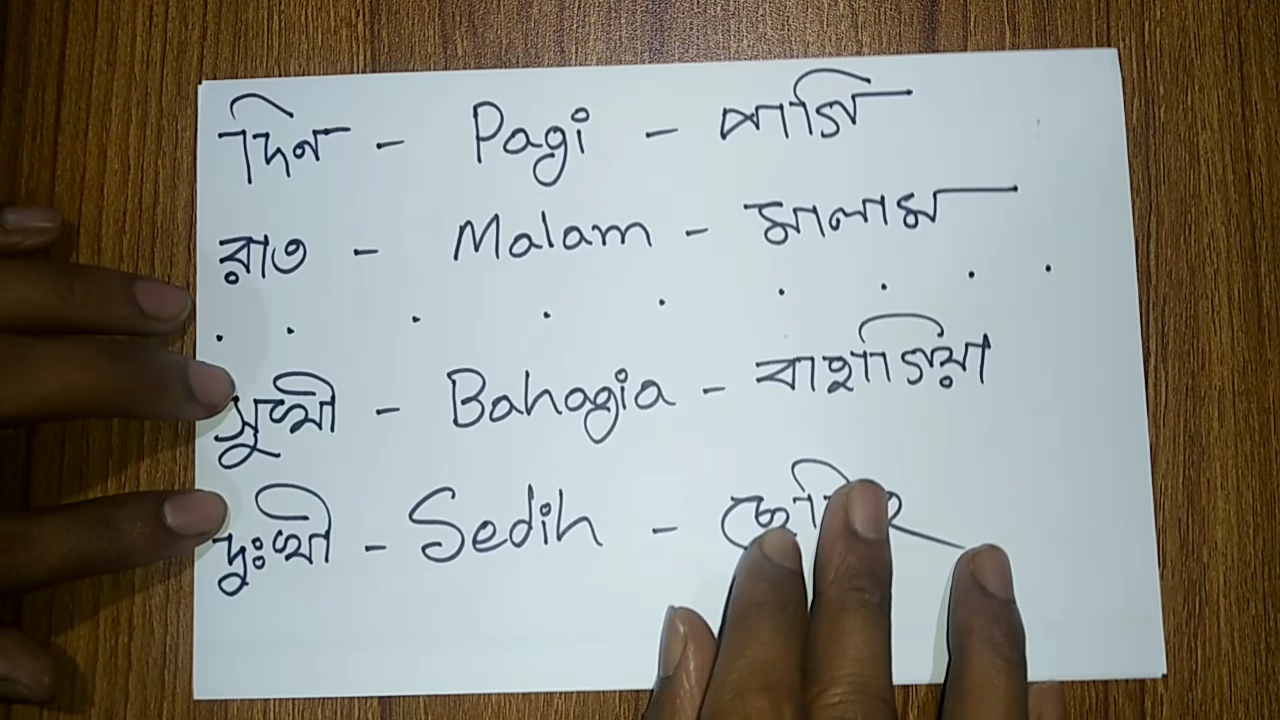 দিন - Pagi - পাগি
রাত - Malam - মালাম
সুখী - Bahagia - বাহাগিয়া
দুঃখী - Sedih -